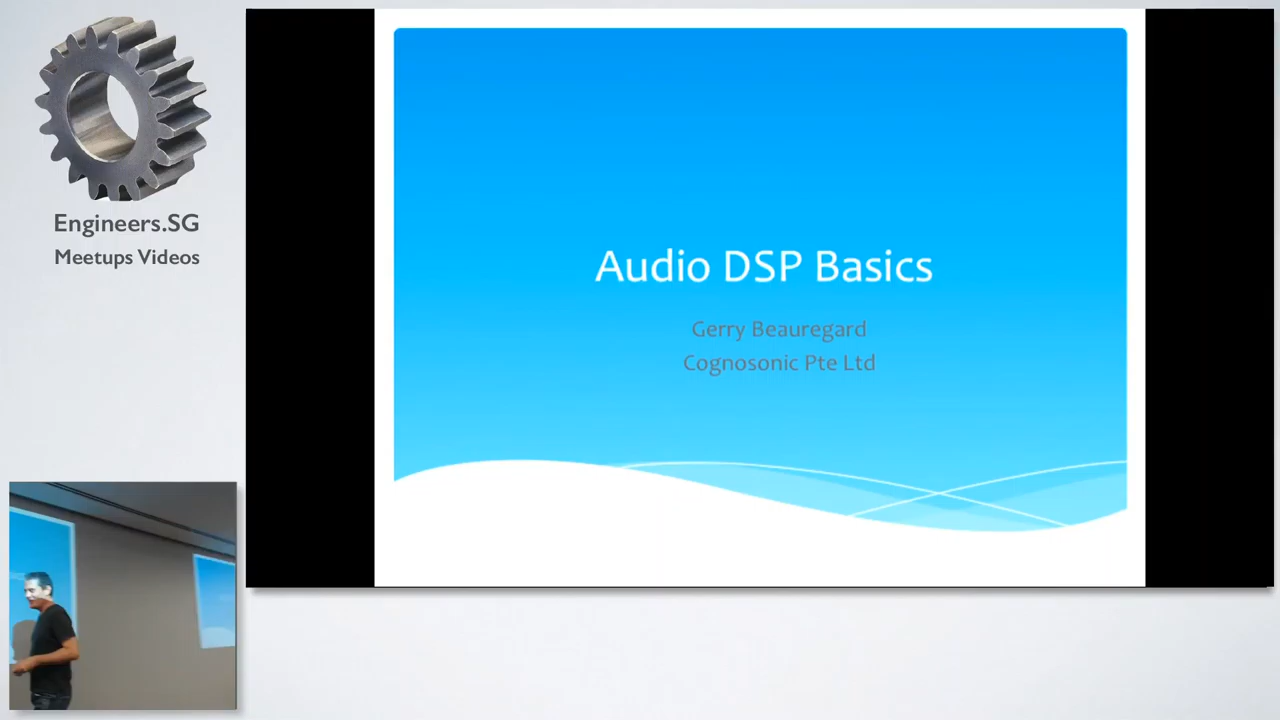 Engineers.SG
Meetups Videos
Audio DSP Basics
Gerry Beauregard
Cognosonic Pte Ltd